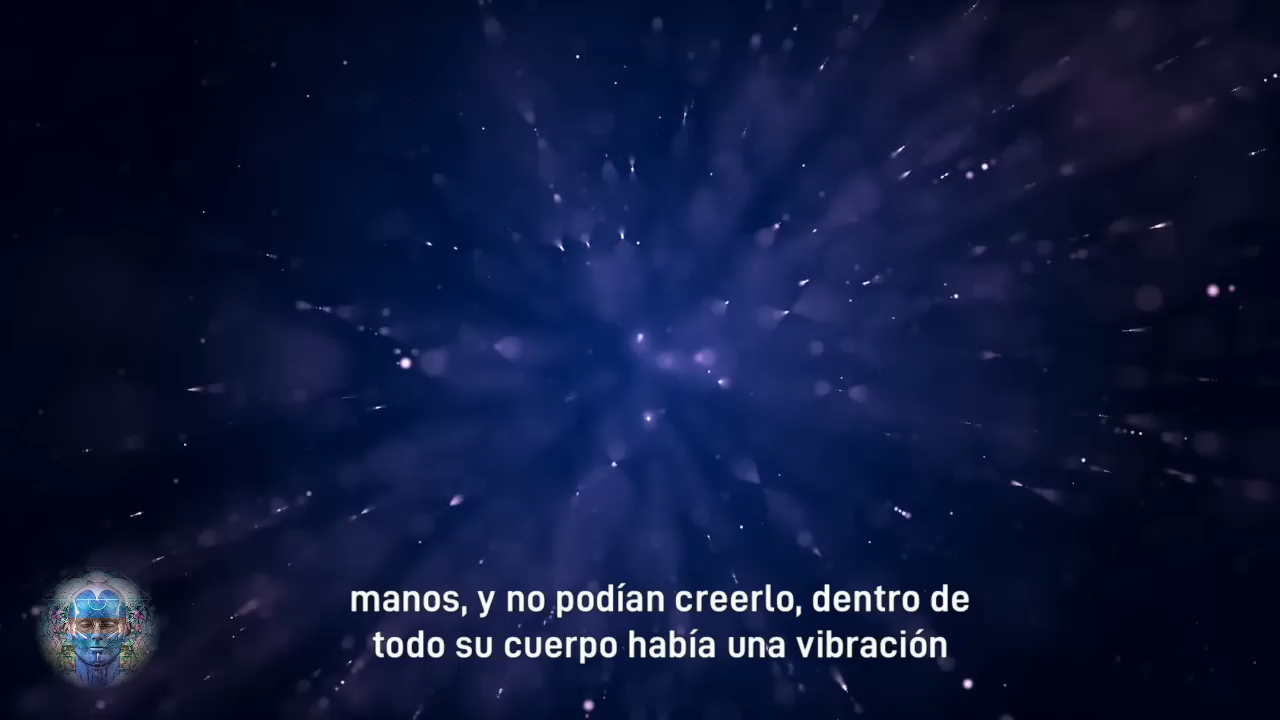 manos, y no podían creerlo, dentro de
todo su cuerpo había una vibración